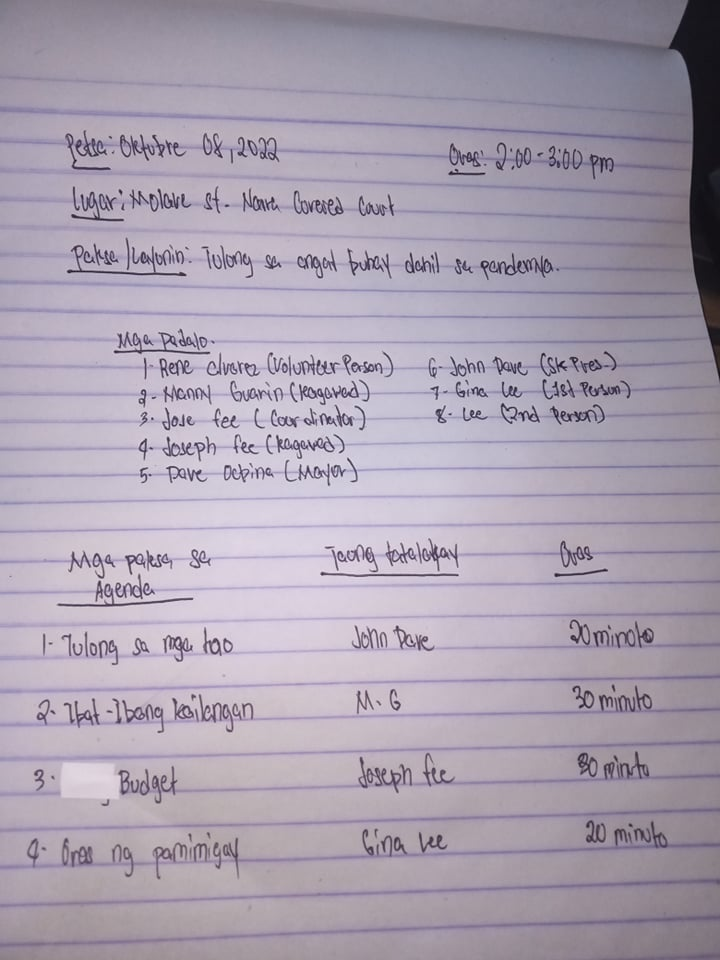 Petsa: Oktubre 08, 2022 Oras: 2:00-3:00 pm
Lugar: Molave st. Narra Covered Court
Paksa/Layunin: Tulong sa angat buhay dahil sa pandemya.
Mga Dadalo.
1- Rene Alvarez (Volunteer Person) 6- John Dave (SK Pres.)
2- Manny Guarin (Kagawad) 7- Gina Lee (1st Person)
3. Jose fee (Coordinator) 8- Lee (2nd Person)
4. Joseph fee (Kagawad)
5. Dave (Mayor)
Mga paksa sa Taong tatalakay Oras
Agenda
1- Tulong sa mga tao John Dave 20 minuto
2- Ibat-Ibang kailangan M.G 30 minuto
3. Budget Joseph fee 30 minuto
4- Oras ng pamimigay Gina Lee 20 minuto